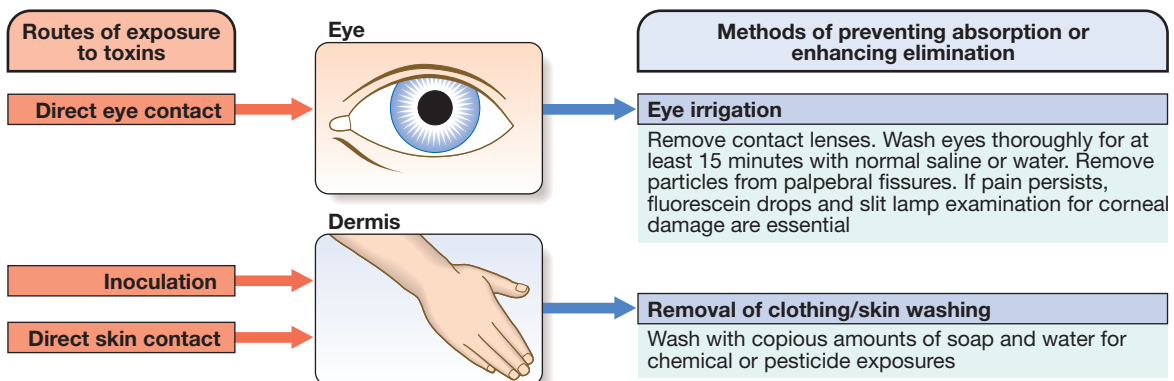 Routes of exposure
to toxins
Eye
Methods of preventing absorption or
enhancing elimination
Direct eye contact
Eye irrigation
Remove contact lenses. Wash eyes thoroughly for at
least 15 minutes with normal saline or water. Remove
particles from palpebral fissures. If pain persists,
fluorescein drops and slit lamp examination for corneal
damage are essential
Dermis
Inoculation
Direct skin contact
Removal of clothing/skin washing
Wash with copious amounts of soap and water for
chemical or pesticide exposures